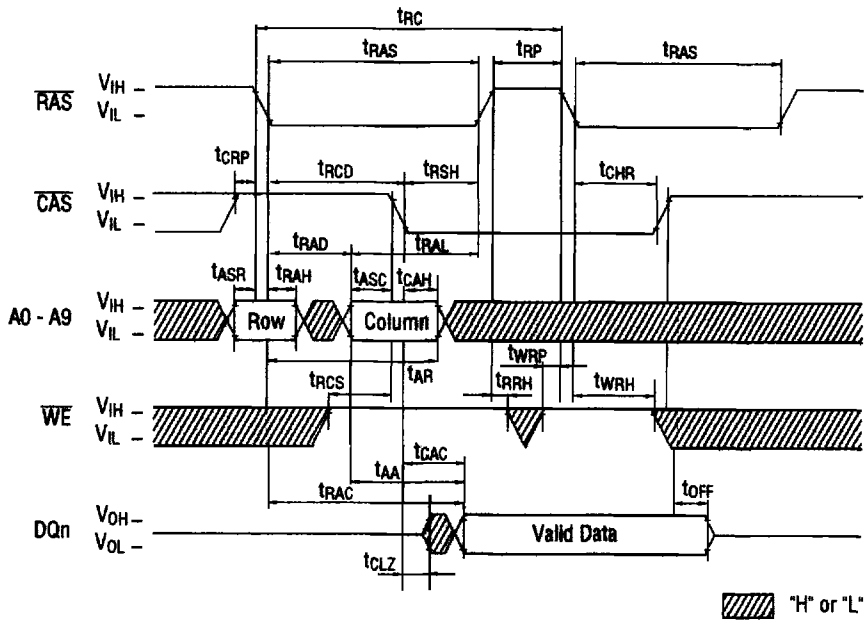 tRC
tRAS tRP tRAS
RAS VIH –
VIL –
tCRP tRCD tRSH tCHR
CAS VIH –
VIL –
tRAD tRAL
tASR tRAH tASC tCAH
A0 - A9 VIH –
VIL –
Row Column
tAR tWRP
tRCS tRRH tWRH
WE VIH –
VIL –
tCAC
tAA
tRAC tOFF
DQn VOH –
VOL –
Valid Data
tCLZ
"H" or "L"